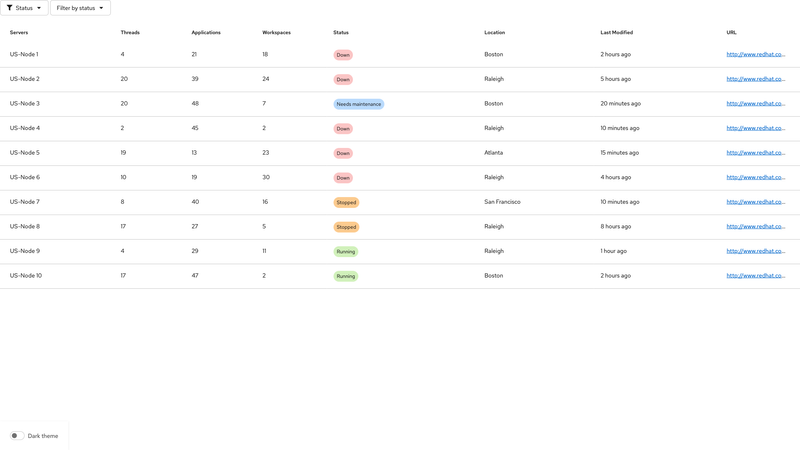 Status Filter by status
Servers Threads Applications Workspaces Status Location Last Modified URL
US-Node 1 4 21 18 Down Boston 2 hours ago http://www.redhat.co...
US-Node 2 20 39 24 Down Raleigh 5 hours ago http://www.redhat.co...
US-Node 3 20 48 7 Needs maintenance Boston 20 minutes ago http://www.redhat.co...
US-Node 4 2 45 2 Down Raleigh 10 minutes ago http://www.redhat.co...
US-Node 5 19 13 23 Down Atlanta 15 minutes ago http://www.redhat.co...
US-Node 6 10 19 30 Down Raleigh 4 hours ago http://www.redhat.co...
US-Node 7 8 40 16 Stopped San Francisco 10 minutes ago http://www.redhat.co...
US-Node 8 17 27 5 Stopped Raleigh 8 hours ago http://www.redhat.co...
US-Node 9 4 29 11 Running Raleigh 1 hour ago http://www.redhat.co...
US-Node 10 17 47 2 Running Boston 2 hours ago http://www.redhat.co...
Dark theme